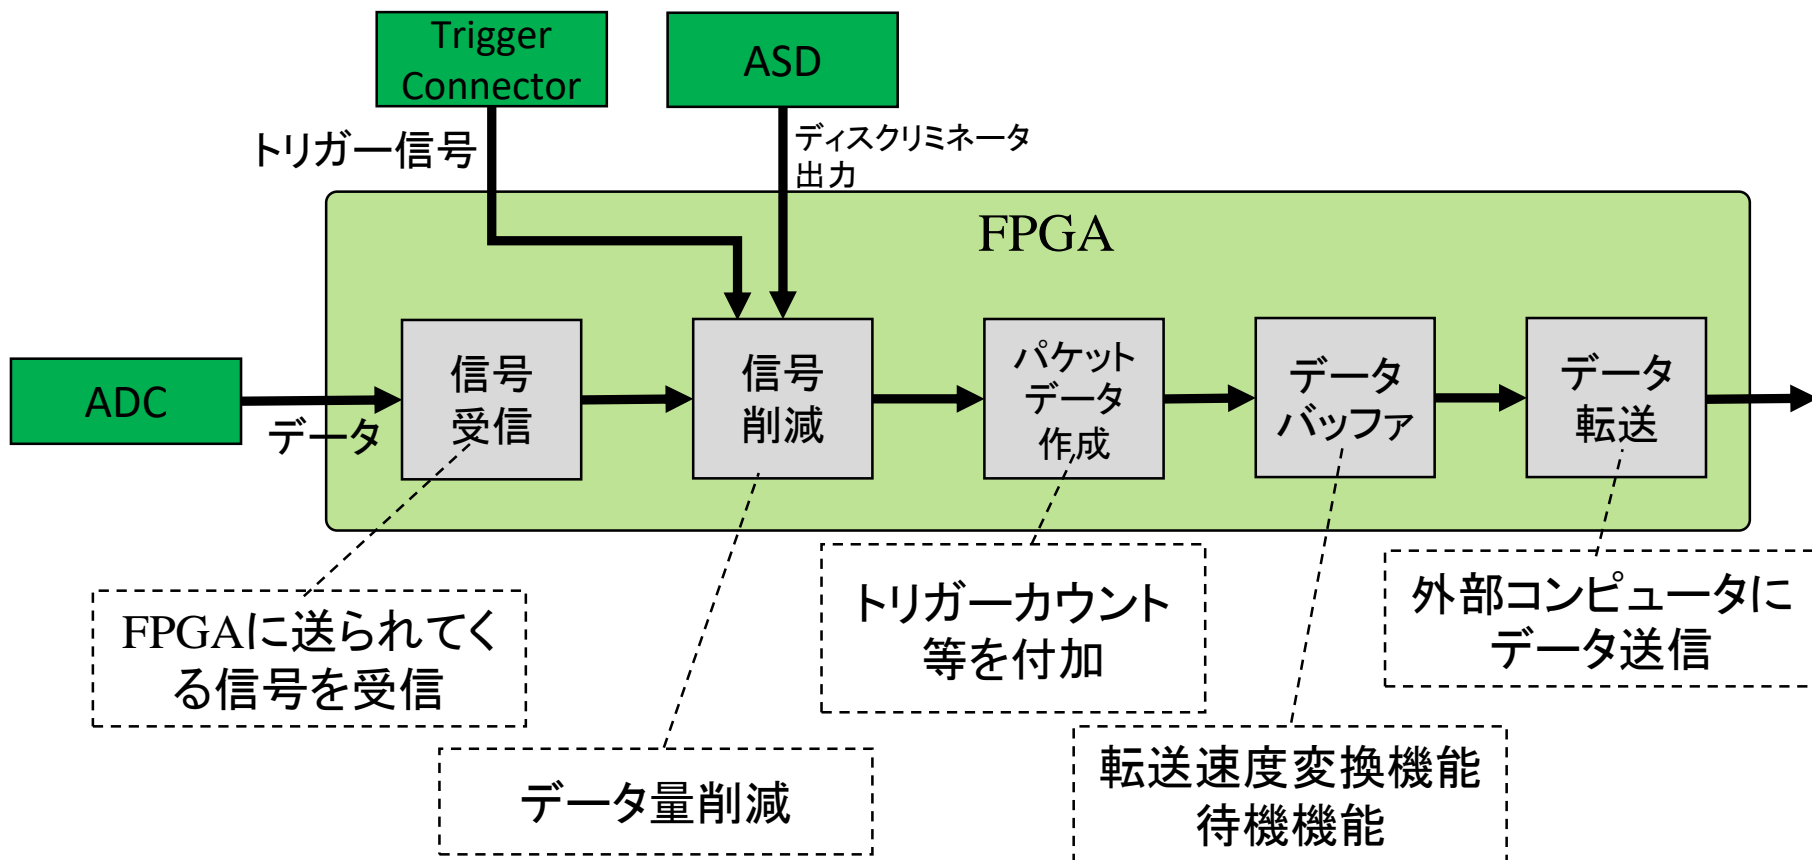 Trigger
Connector
ASD
トリガー信号
ディスクリミネータ
出力
FPGA
ADC
データ
信号
受信
信号
削減
パケット
データ
作成
データ
バッファ
データ
転送
FPGAに送られてく
る信号を受信
データ量削減
トリガーカウント
等を付加
転送速度変換機能
待機機能
外部コンピュータに
データ送信